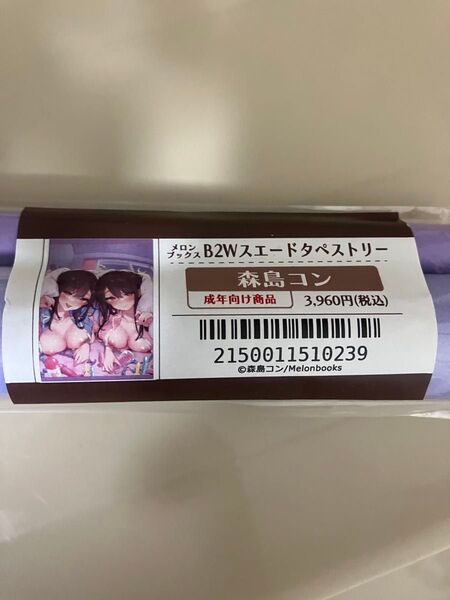 メロンブックス B2Wスエードタペストリー
森島コン
成年向け商品 3,960円(税込)
2150011510239
©森島コン/Melonbooks